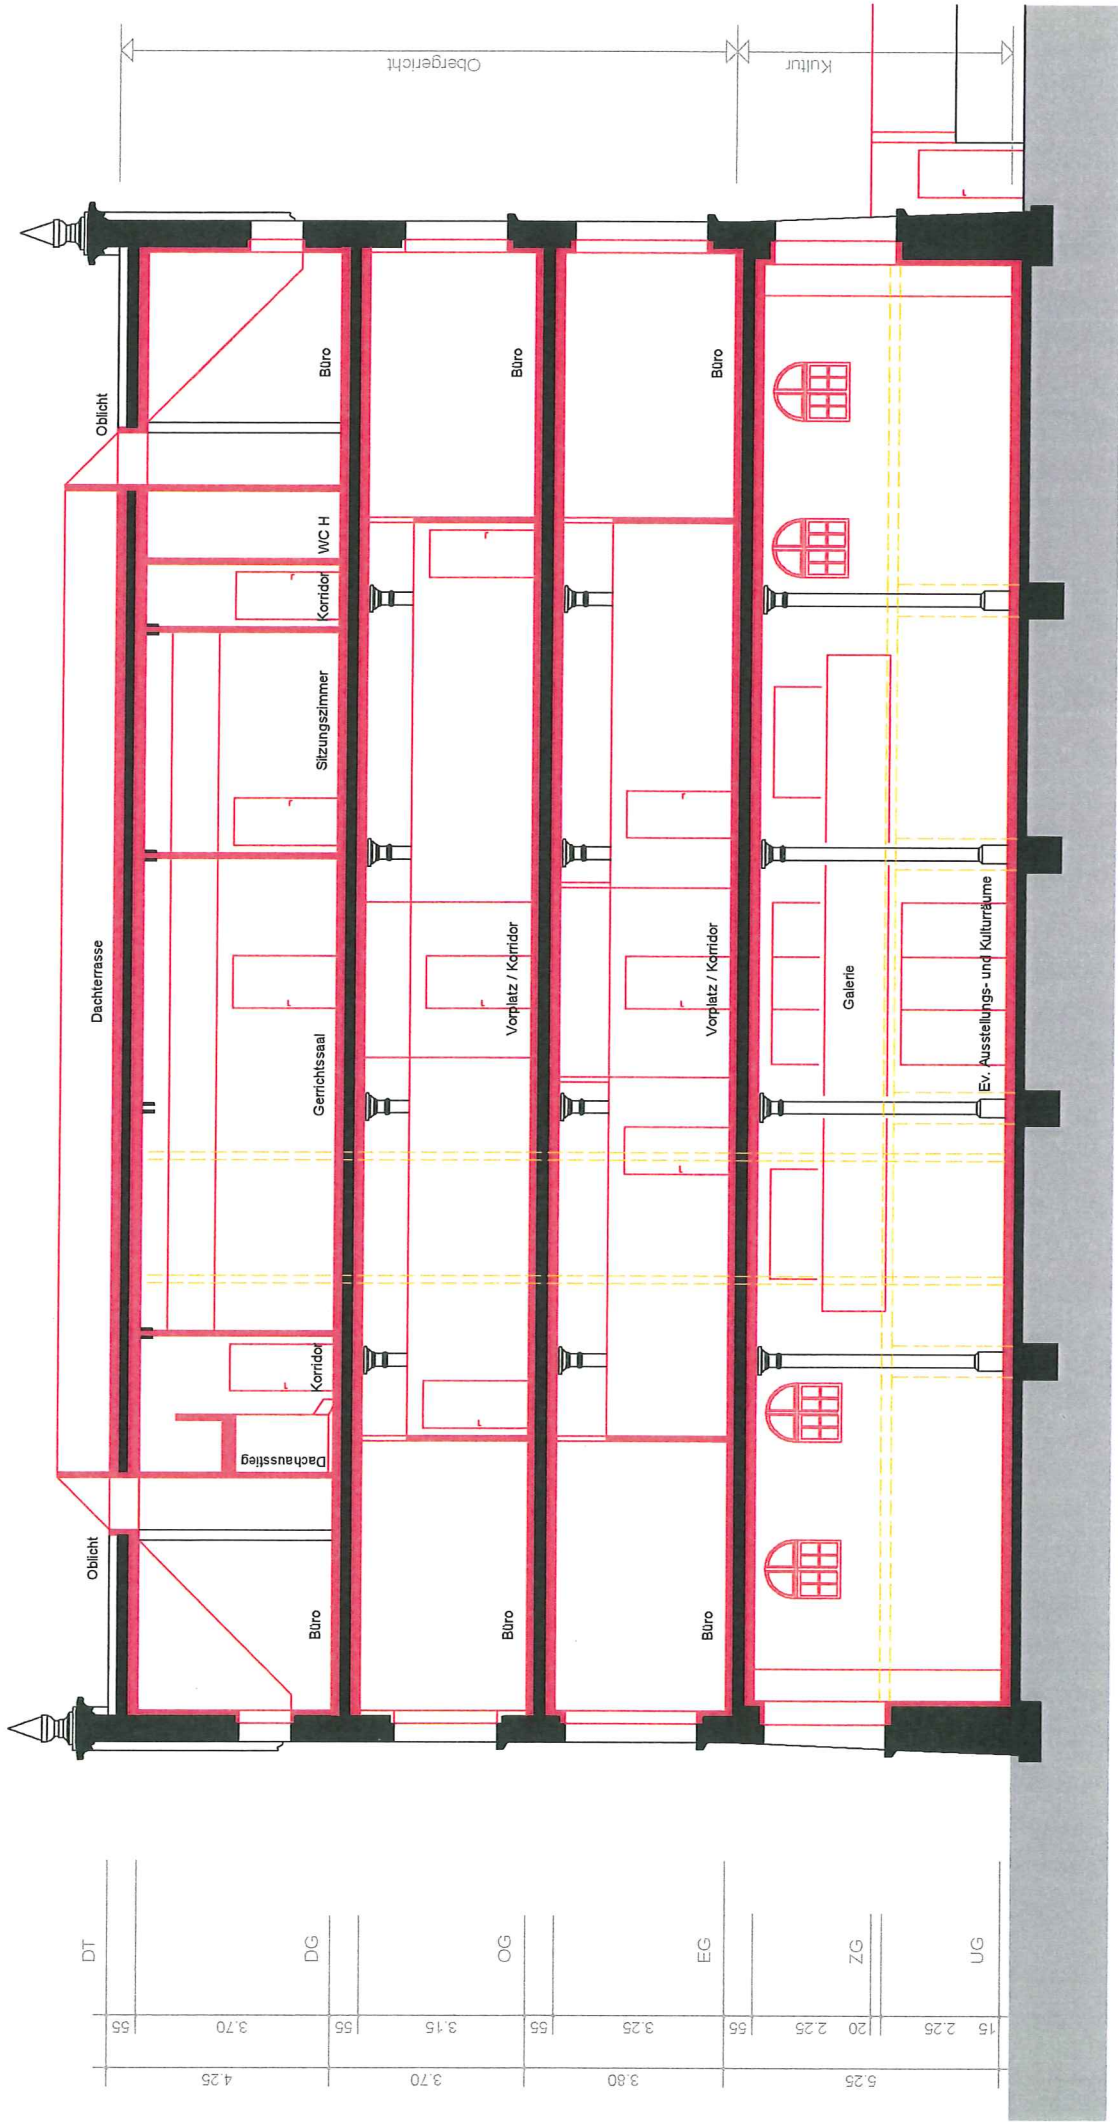 Oblicht
Dachterrasse
Oblicht
Büro
Dachausstieg
Korridor
Gerrichtssaal
Sitzungszimmer
Korridor
WC H
Büro
Büro
Vorplatz / Korridor
Büro
Büro
Vorplatz / Korridor
Büro
Galerie
Ev. Ausstellungs- und Kulturräume
Obergericht
Kultur
DT
DG
OG
EG
ZG
UG
55
3.70
55
3.15
55
3.25
55
2.25
20
2.25
15
4.25
3.70
3.80
5.25